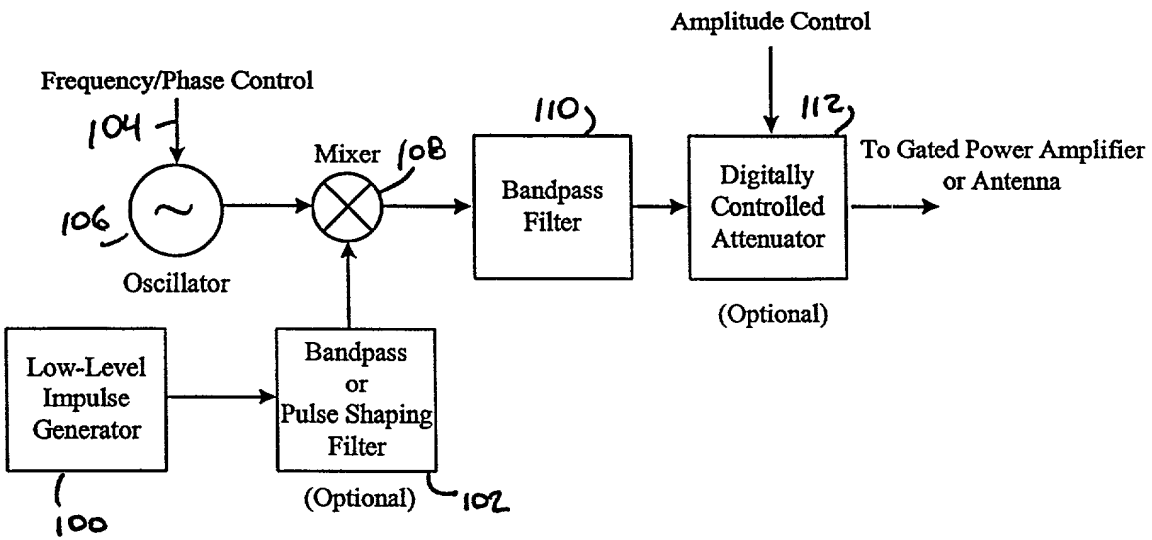 Amplitude Control
Frequency/Phase Control
104
110
112
Mixer
108
To Gated Power Amplifier
or Antenna
Bandpass
Filter
Digitally
Controlled
Attenuator
~
106
Oscillator
(Optional)
Low-Level
Impulse
Generator
Bandpass
or
Pulse Shaping
Filter
(Optional)
102
100